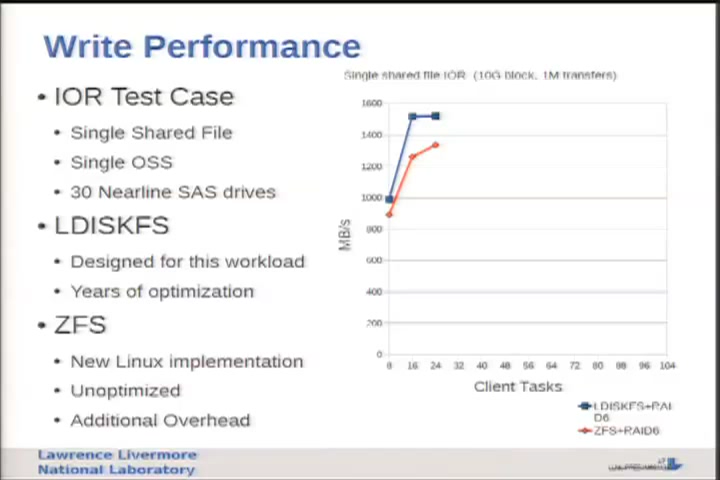 Write Performance
• IOR Test Case
• Single Shared File
• Single OSS
• 30 Nearline SAS drives
• LDISKFS
• Designed for this workload
• Years of optimization
• ZFS
• New Linux implementation
• Unoptimized
• Additional Overhead
Single shared file IOR (10G block, 1M transfers)
1600
1400
1200
1000
800
600
400
200
0
MB/s
8 16 24 32 40 48 56 64 72 80 88 96 104
Client Tasks
LDISKFS+RAI
D6
ZFS+RAID6
Lawrence Livermore
National Laboratory